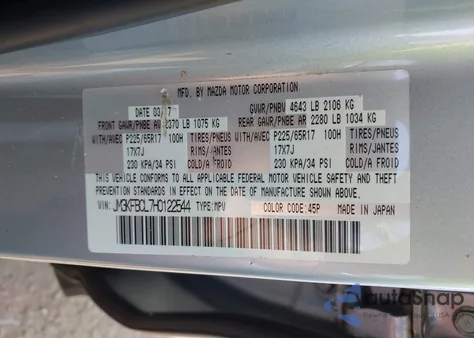 MFD. BY MAZDA MOTOR CORPORATION
DATE 03/17 GVWR/PNBV 4643 LB 2106 KG
FRONT GAWR/PNBE AV 2370 LB 1075 KG REAR GAWR/PNBE AR 2280 LB 1034 KG
WITH/AVEC P225/65R17 100H TIRES/PNEUS WITH/AVEC P225/65R17 100H TIRES/PNEUS
17X7J RIMS/JANTES 17X7J RIMS/JANTES
230 KPA/34 PSI COLD/A FROID 230 KPA/34 PSI COLD/A FROID
THIS VEHICLE CONFORMS TO ALL APPLICABLE FEDERAL MOTOR VEHICLE SAFETY, BUMPER, AND THEFT
PREVENTION STANDARDS IN EFFECT ON THE DATE OF MANUFACTURE SHOWN ABOVE.
VIN: JM3KFBCL7H0122544 TYPE:MPV COLOR CODE:45P MADE IN JAPAN
AutoSnap